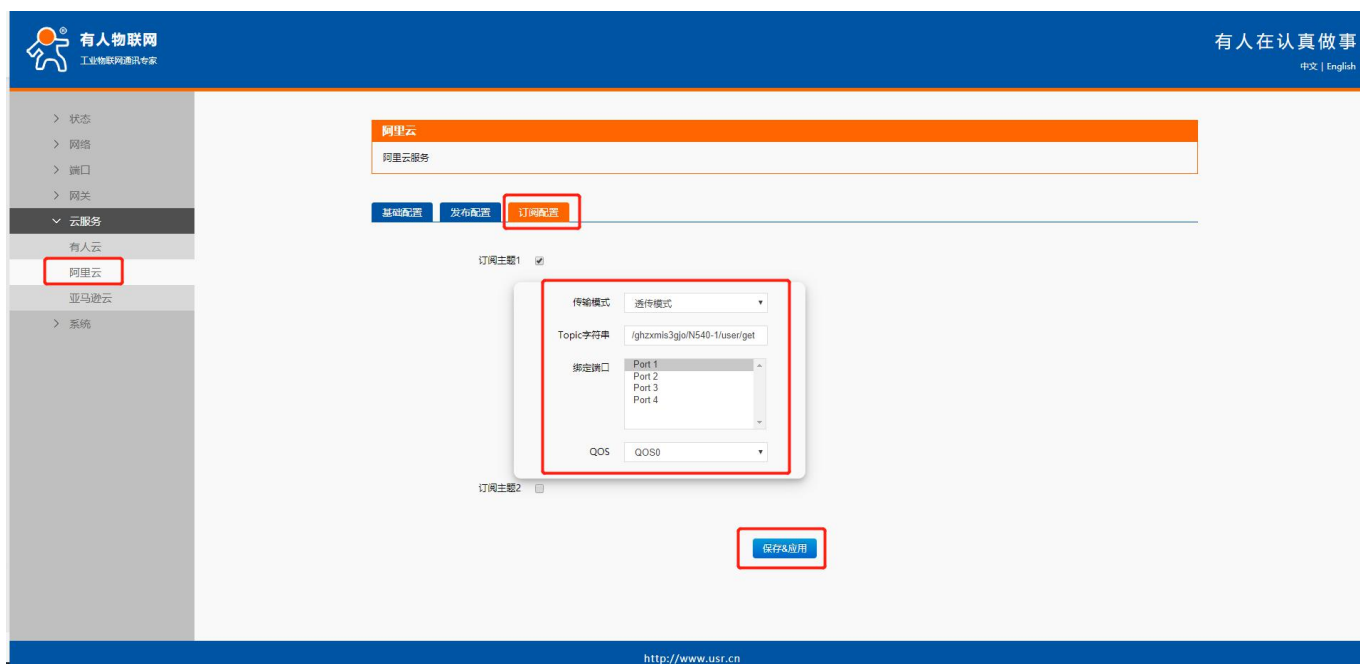 有人物联网
工业物联网通讯专家
有人在认真做事
中文 | English
状态
网络
端口
网关
云服务
有人云
阿里云
亚马逊云
系统
阿里云
阿里云服务
基础配置
发布配置
订阅配置
订阅主题1
传输模式 透传模式
Topic字符串 /ghzxmis3gjo/N540-1/user/get
绑定端口 Port 1
Port 2
Port 3
Port 4
QOS QOS0
订阅主题2
保存&应用
http://www.usr.cn